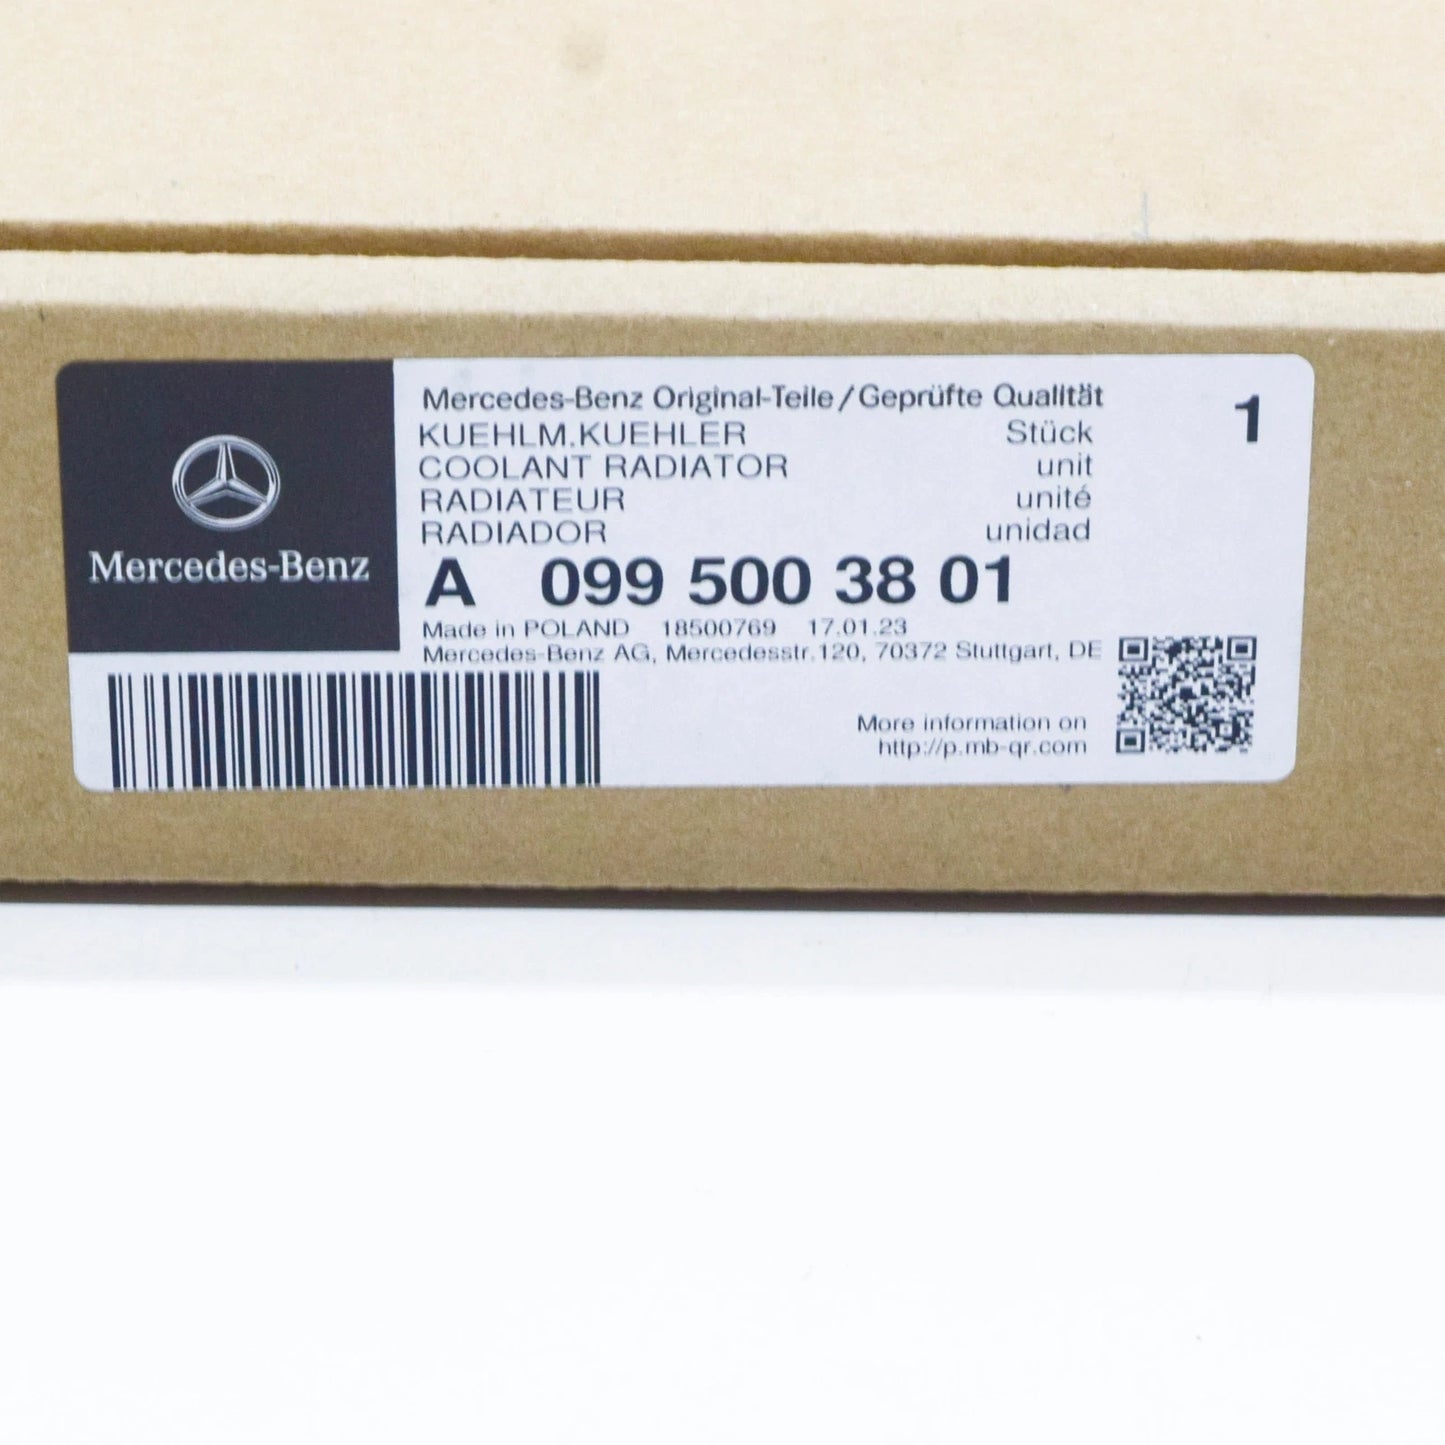 Mercedes-Benz
Mercedes-Benz Original-Teile/Geprüfte Qualität
KUEHLM.KUEHLER Stück 1
COOLANT RADIATOR unit
RADIATEUR unité
RADIADOR unidad
A 099 500 38 01
Made in POLAND 18500769 17.01.23
Mercedes-Benz AG, Mercedesstr.120, 70372 Stuttgart, DE
More information on
http://p.mb-qr.com